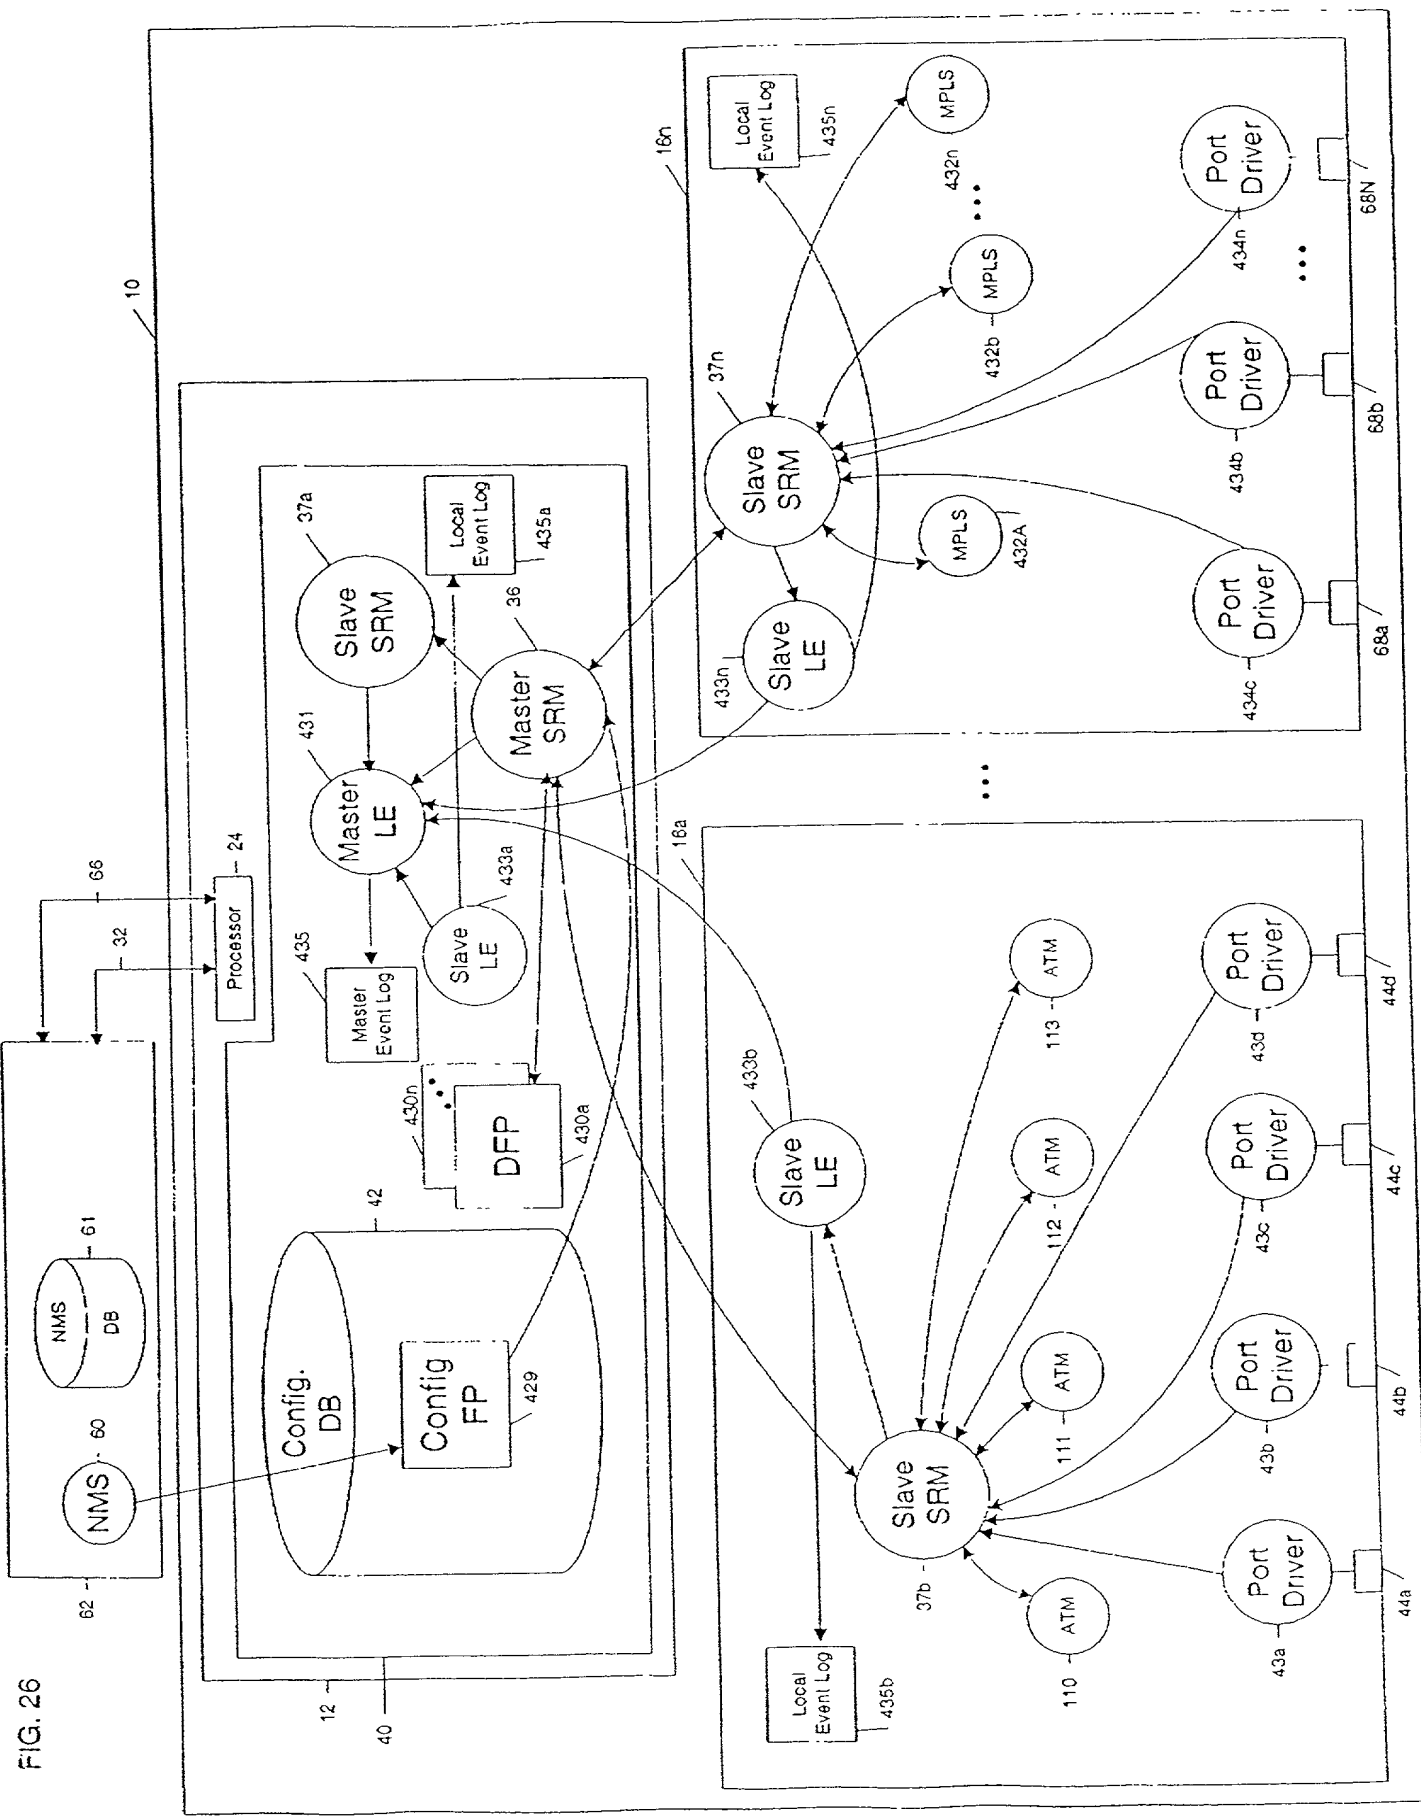 FIG. 26
62
NMS
60
NMS
DB
61
32
66
10
12
40
Processor
24
Config.
DB
42
Config
FP
429
430n
DFP
430a
435
Master
Event Log
431
Master
LE
Slave
LE
433a
37a
Slave
SRM
36
Master
SRM
Local
Event Log
435a
16a
Local
Event Log
435b
Slave
LE
433b
Slave
SRM
37b
ATM
110
ATM
111
ATM
112
ATM
113
Port
Driver
43a
Port
Driver
43b
Port
Driver
43c
Port
Driver
43d
44a
44b
44c
44d
16n
Local
Event Log
435n
Slave
LE
433n
Slave
SRM
37n
MPLS
432A
MPLS
432b
MPLS
432n
Port
Driver
434c
Port
Driver
434b
Port
Driver
434n
68a
68b
68N